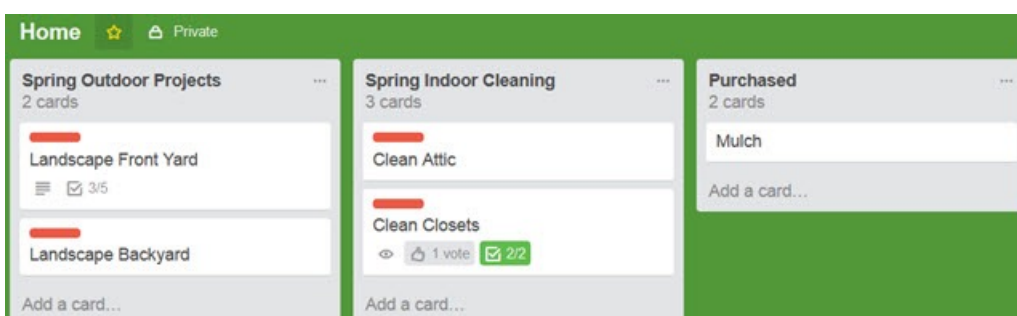 Home Private
Spring Outdoor Projects ...
2 cards
Landscape Front Yard
3/5
Landscape Backyard
Add a card...
Spring Indoor Cleaning ...
3 cards
Clean Attic
Clean Closets
1 vote 2/2
Add a card...
Purchased ...
2 cards
Mulch
Add a card...